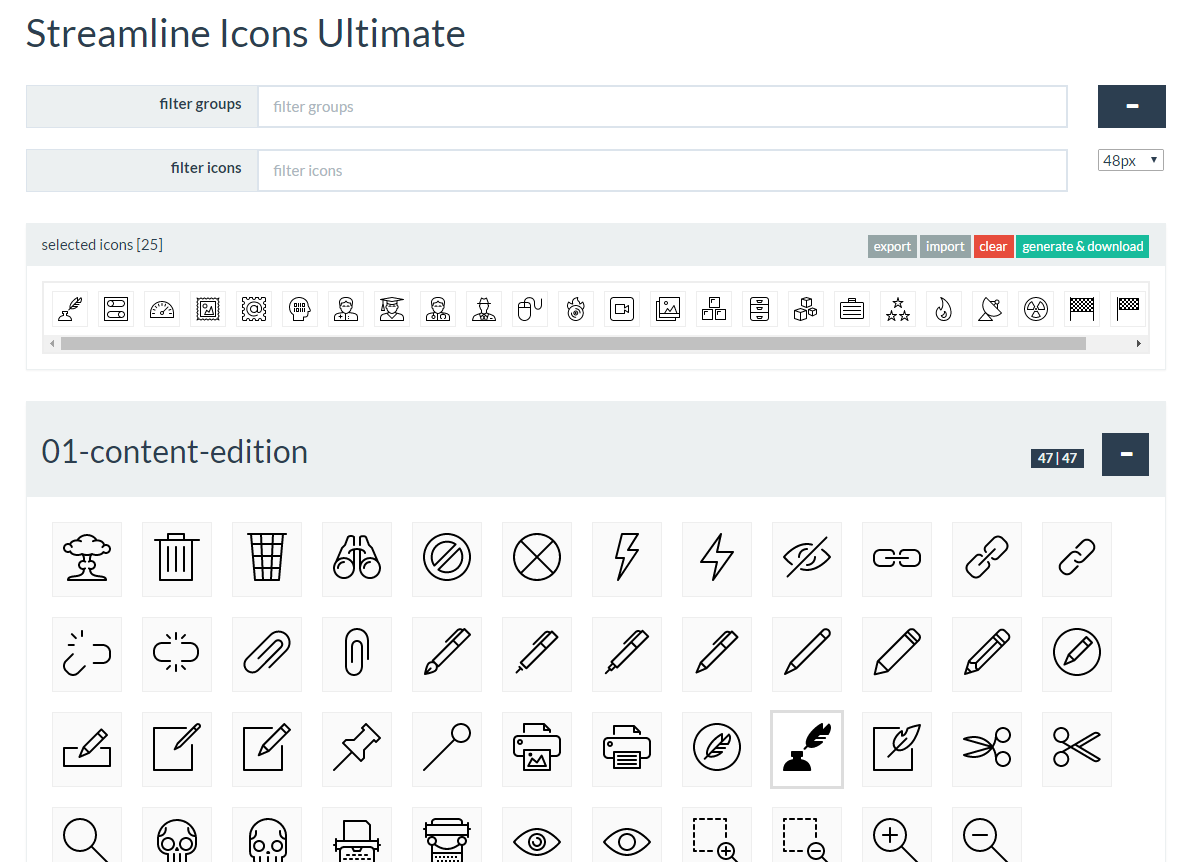 Streamline Icons Ultimate
filter groups filter groups
filter icons filter icons 48px
selected icons [25] export import clear generate & download
01-content-edition 47 | 47